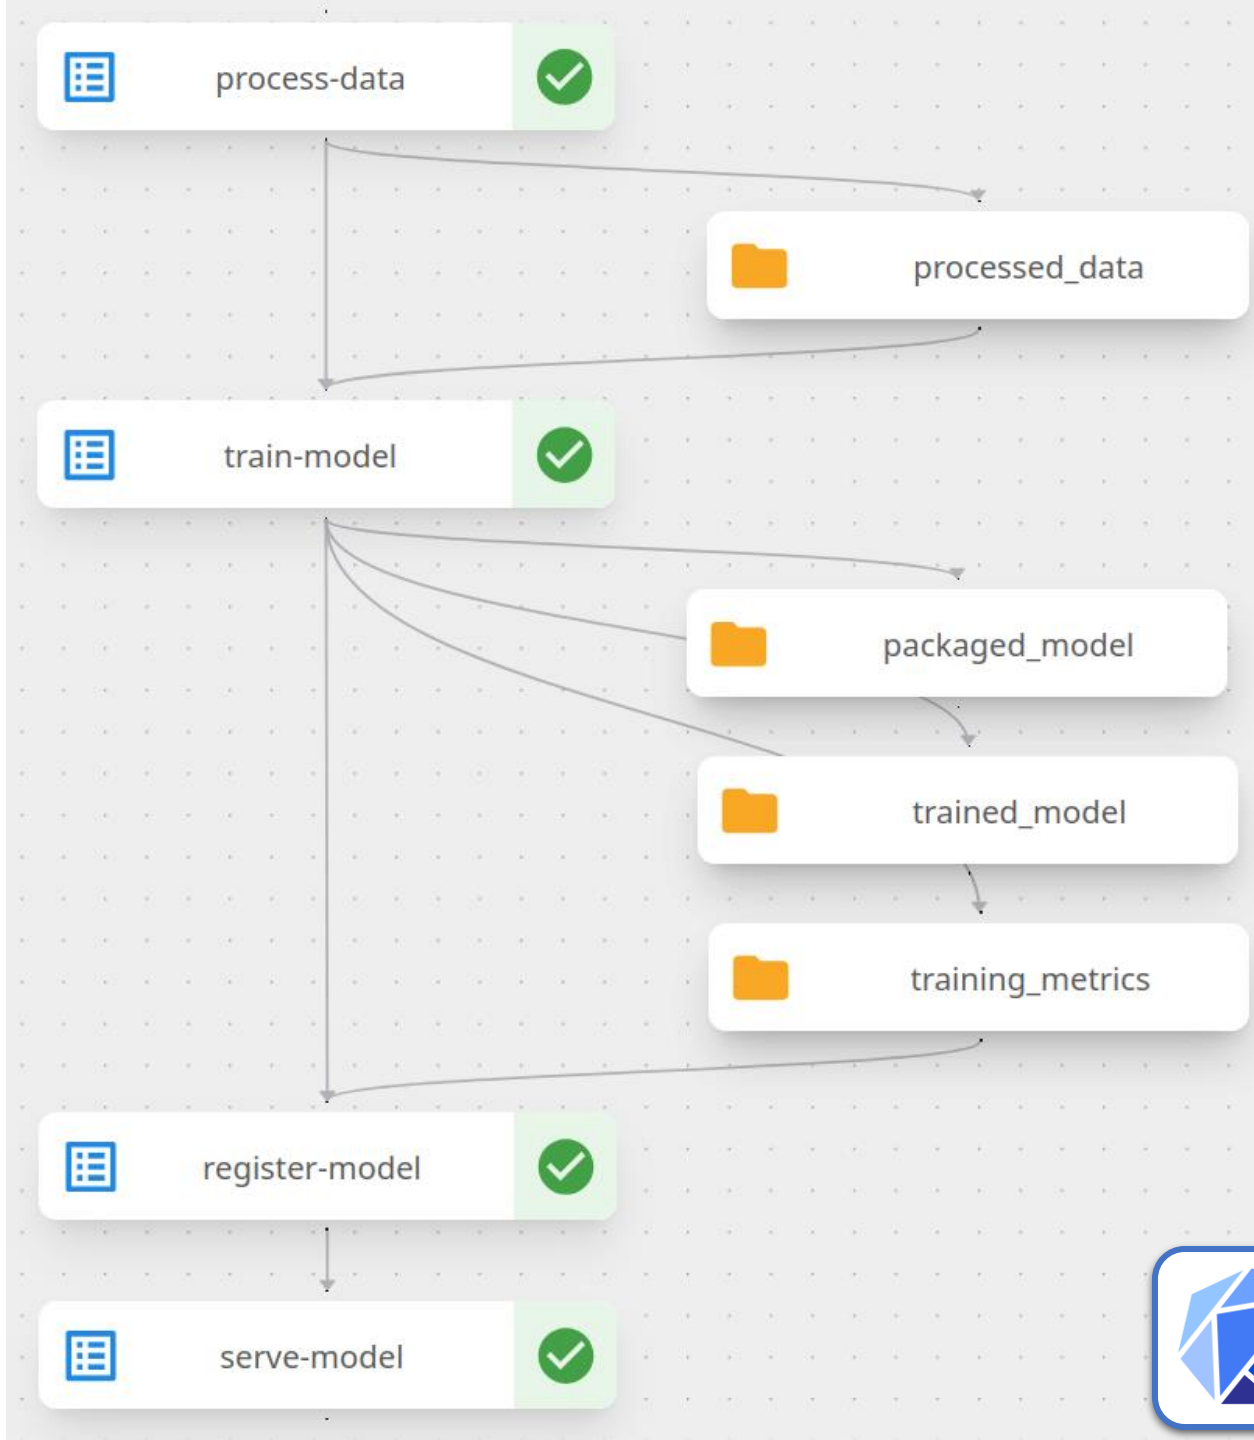 process-data
processed_data
train-model
packaged_model
trained_model
training_metrics
register-model
serve-model